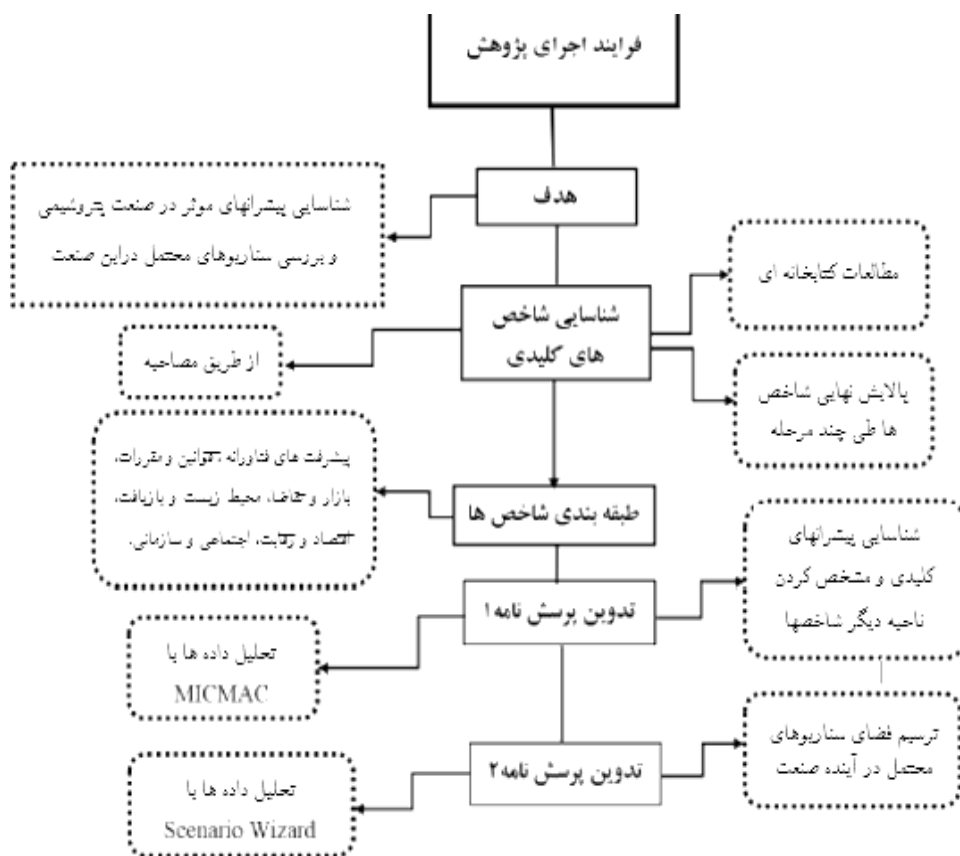 فرایند اجرای پژوهش
هدف
شناسایی پیشرانهای موثر در صنعت پتروشیمی
و بررسی سناریوهای محتمل دراین صنعت
شناسایی شاخص
های کلیدی
مطالعات کتابخانه ای
از طریق مصاحبه
پالایش نهایی شاخص
ها طی چند مرحله
طبقه بندی شاخص ها
پیشرفت های فناورانه ،قوانین و مقررات،
بازار و تقاضا، محیط زیست و بازیافت،
اقتصاد و رقابت، اجتماعی و سازمانی.
تدوین پرسش نامه۱
شناسایی پیشرانهای
کلیدی و مشخص کردن
ناحیه دیگر شاخصها
تحلیل داده ها با
MICMAC
تدوین پرسش نامه۲
ترسیم فضای سناریوهای
محتمل در آینده صنعت
تحلیل داده ها با
Scenario Wizard